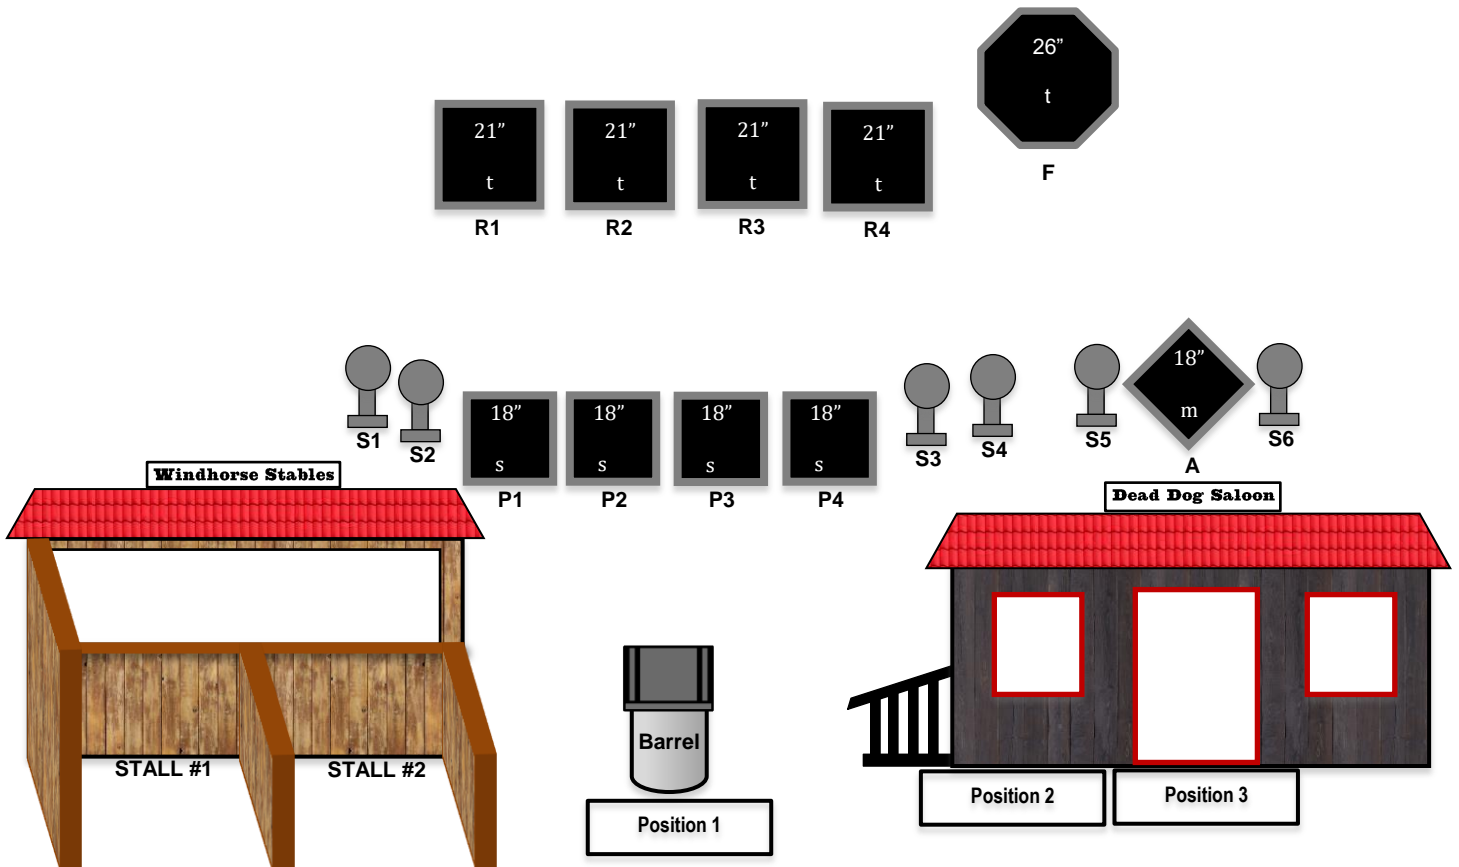 26”
t
F
21”
t
R1
21”
t
R2
21”
t
R3
21”
t
R4
S1
S2
18”
s
P1
18”
s
P2
18”
s
P3
18”
s
P4
S3
S4
S5
18”
m
A
S6
Windhorse Stables
Dead Dog Saloon
STALL #1
STALL #2
Barrel
Position 1
Position 2
Position 3